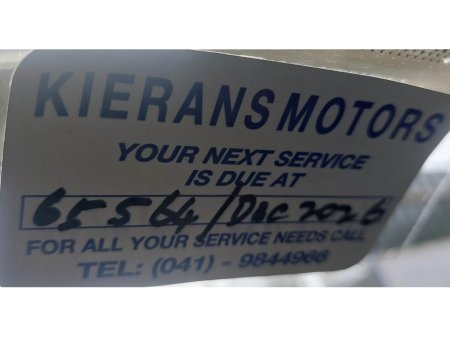 KIERANS MOTORS
YOUR NEXT SERVICE
IS DUE AT
65564/Dec 2026
FOR ALL YOUR SERVICE NEEDS CALL
TEL: (041) - 9844966